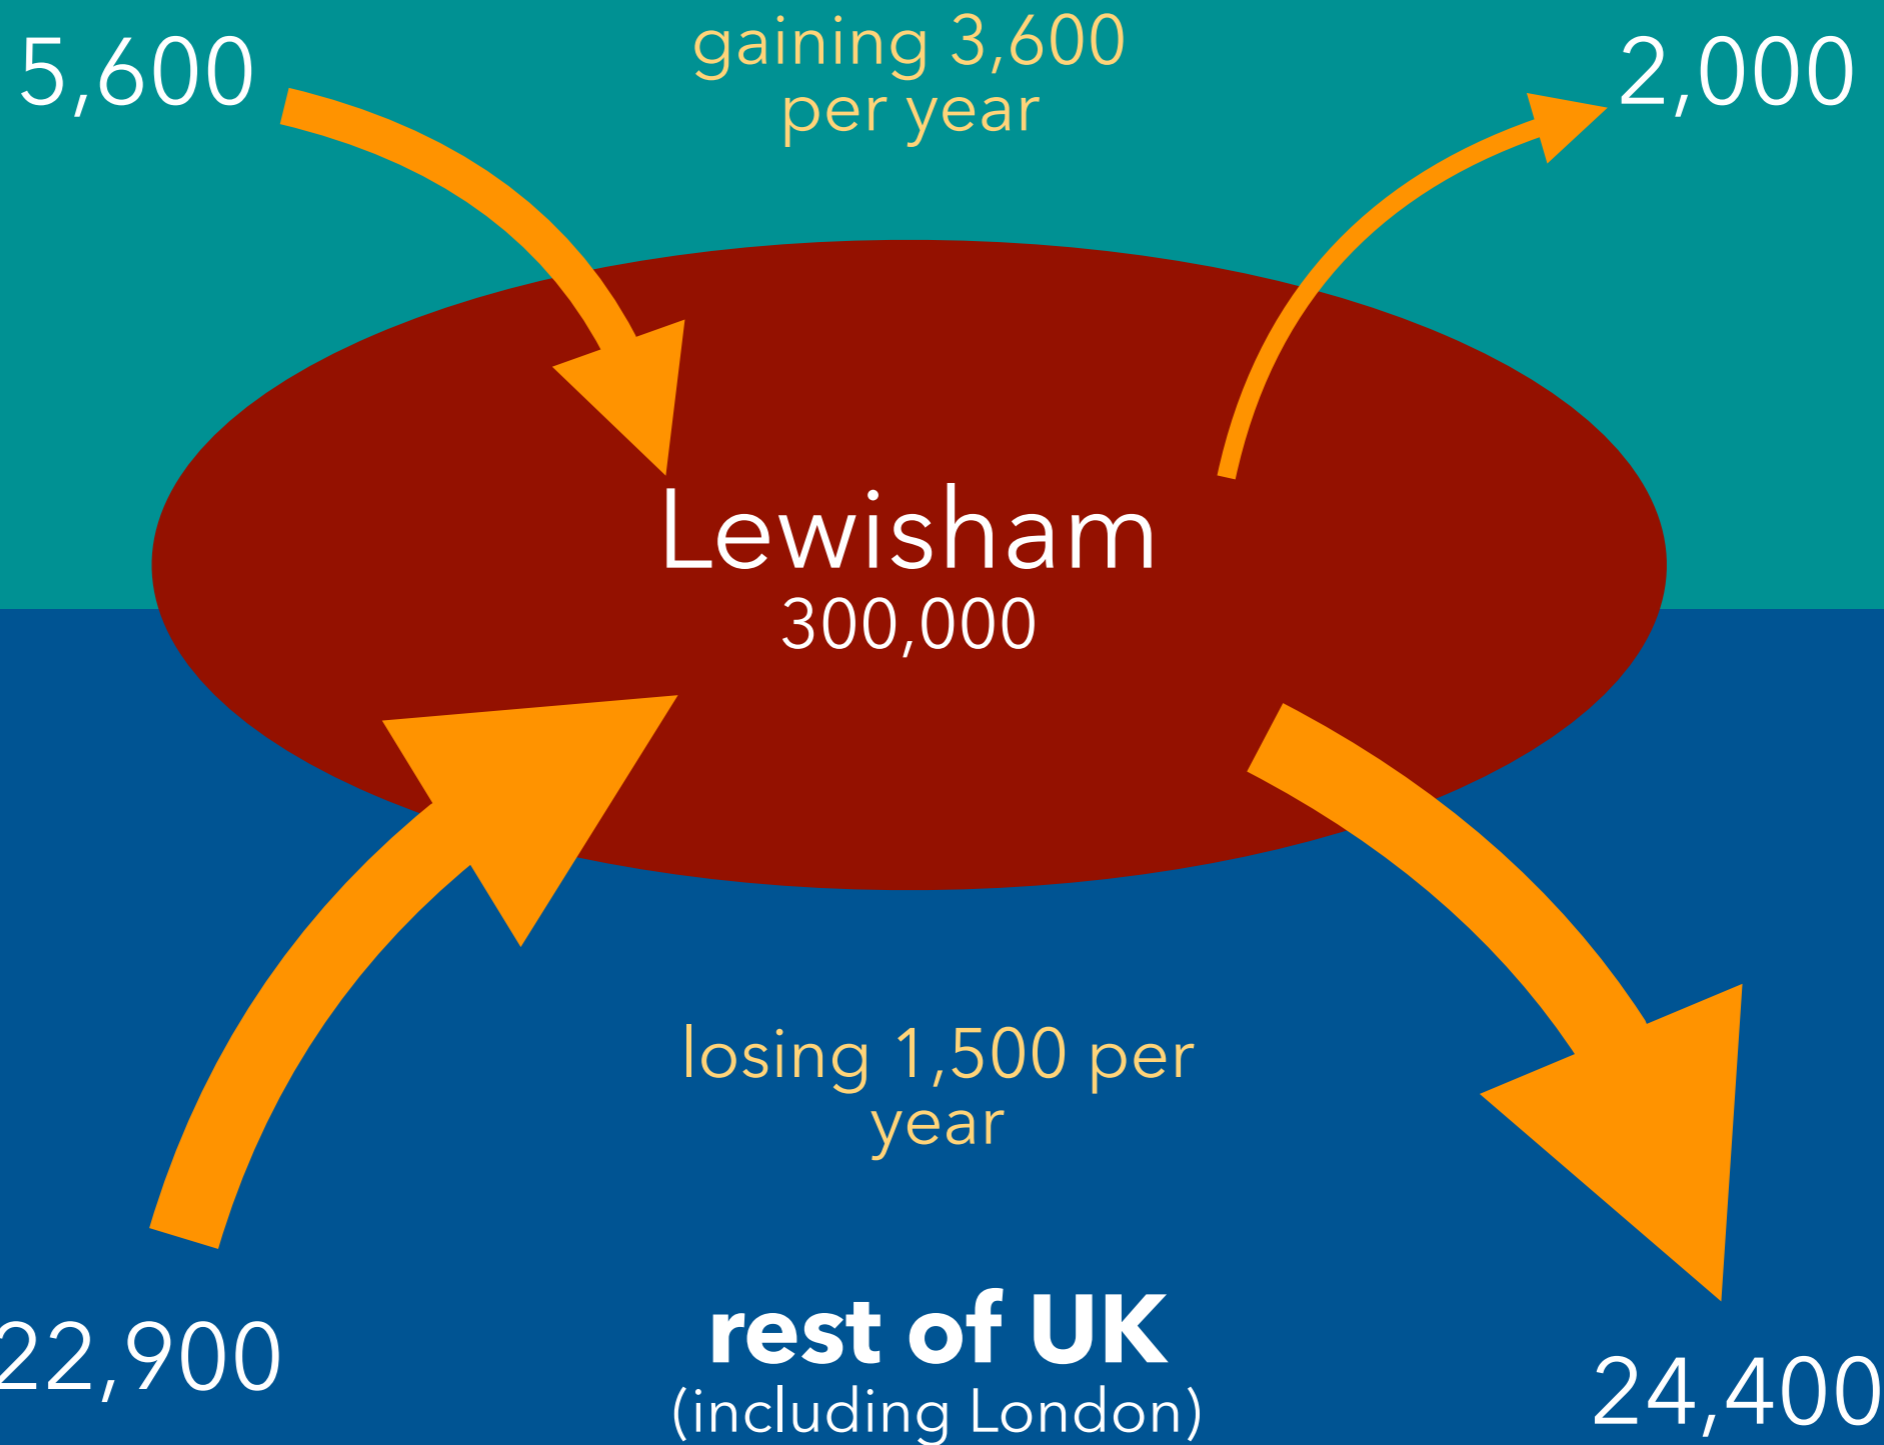 5,600
gaining 3,600
per year
2,000
Lewisham
300,000
losing 1,500 per
year
22,900
rest of UK
(including London)
24,400